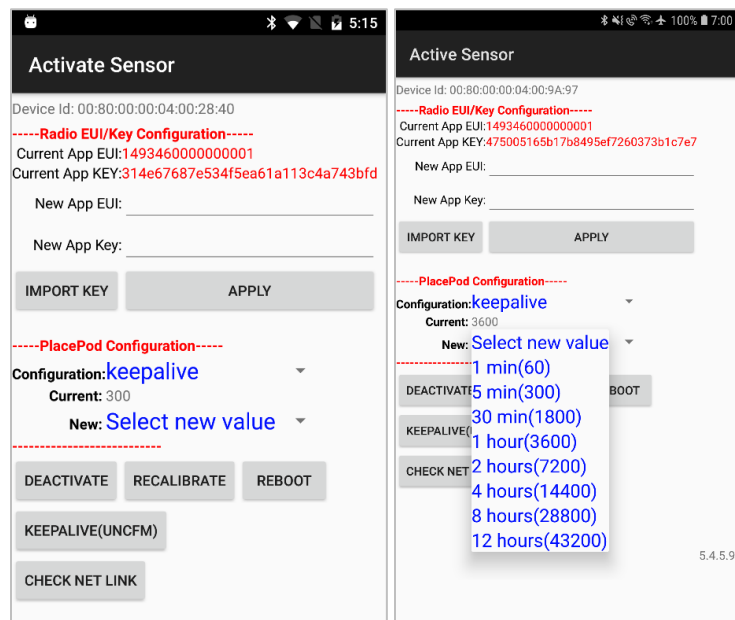 5:15
Activate Sensor
Device Id: 00:80:00:00:04:00:28:40
-----Radio EUI/Key Configuration-----
Current App EUI:1493460000000001
Current App KEY:314e67687e534f5ea61a113c4a743bfd
New App EUI:
New App Key:
IMPORT KEY APPLY
-----PlacePod Configuration-----
Configuration:keepalive
Current: 300
New: Select new value
--------------------------
DEACTIVATE RECALIBRATE REBOOT
KEEPALIVE(UNCFM)
CHECK NET LINK
100% 7:00
Active Sensor
Device Id: 00:80:00:00:04:00:9A:97
-----Radio EUI/Key Configuration-----
Current App EUI:1493460000000001
Current App KEY:475005165b17b8495ef7260373b1c7e7
New App EUI:
New App Key:
IMPORT KEY APPLY
-----PlacePod Configuration-----
Configuration:keepalive
Current: 3600
New: Select new value
1 min(60)
DEACTIVATE 5 min(300) BOOT
30 min(1800)
KEEPALIVE( 1 hour(3600)
CHECK NET 2 hours(7200)
4 hours(14400)
8 hours(28800)
12 hours(43200)
5.4.5.9